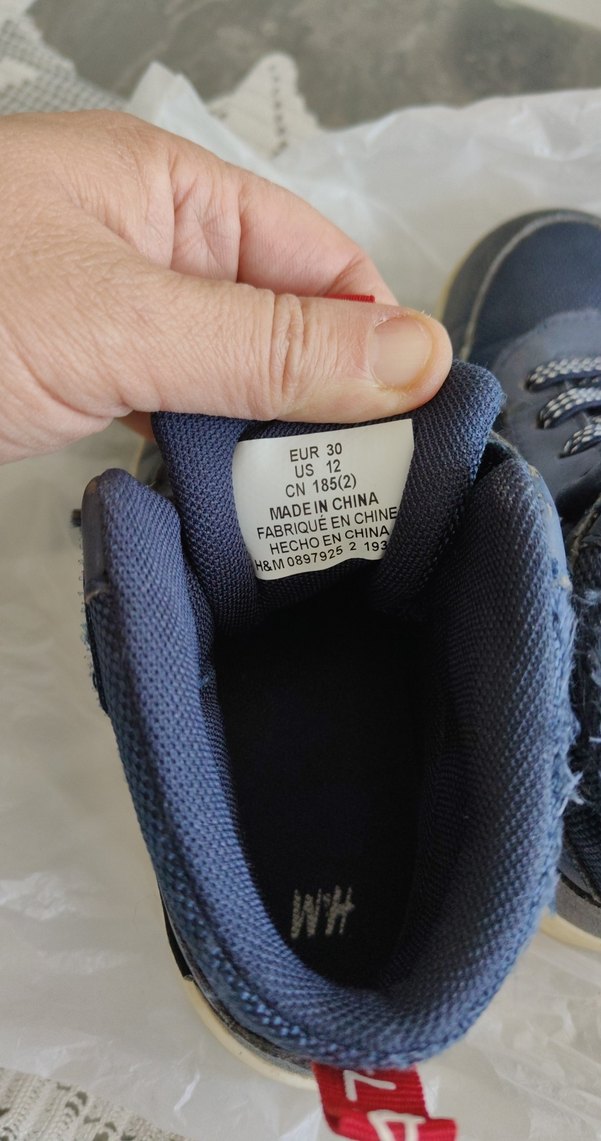 EUR 30
US 12
CN 185(2)
MADE IN CHINA
FABRIQUÉ EN CHINE
HECHO EN CHINA
H&M 0897925 2 193
H&M